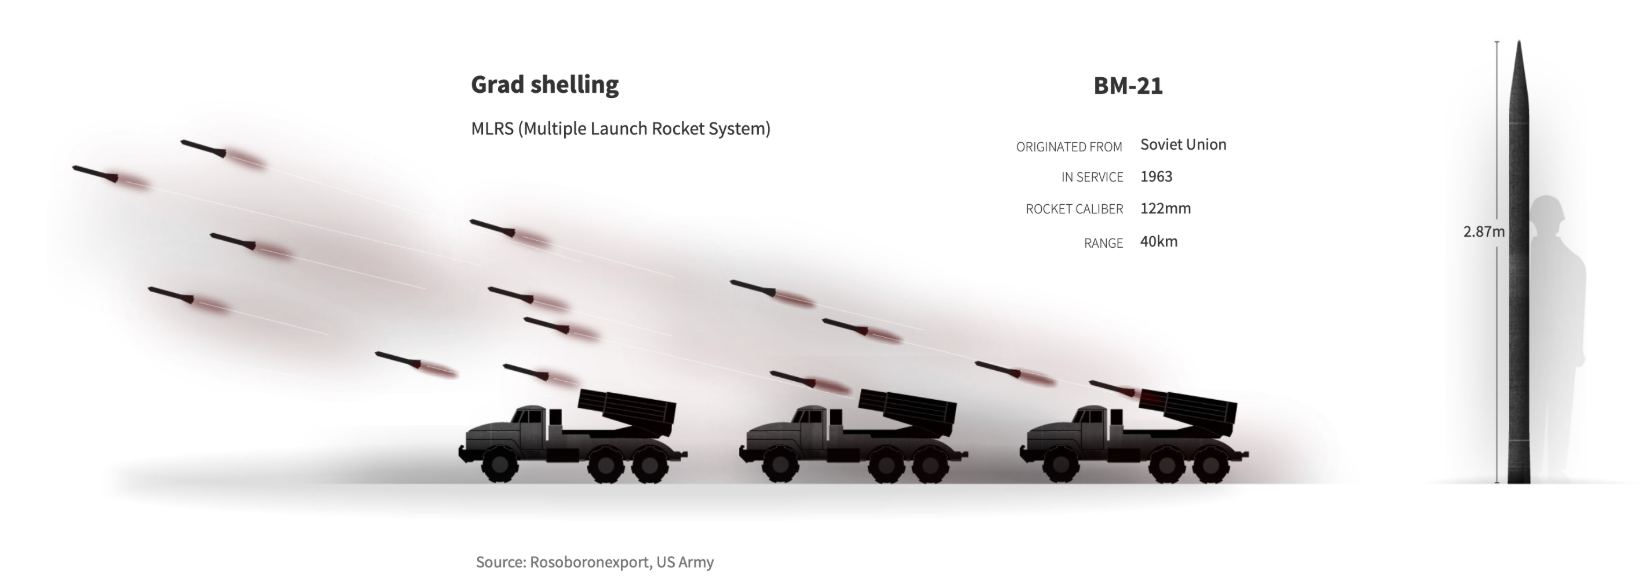 Grad shelling
MLRS (Multiple Launch Rocket System)
BM-21
ORIGINATED FROM Soviet Union
IN SERVICE 1963
ROCKET CALIBER 122mm
RANGE 40km
2.87m
Source: Rosoboronexport, US Army